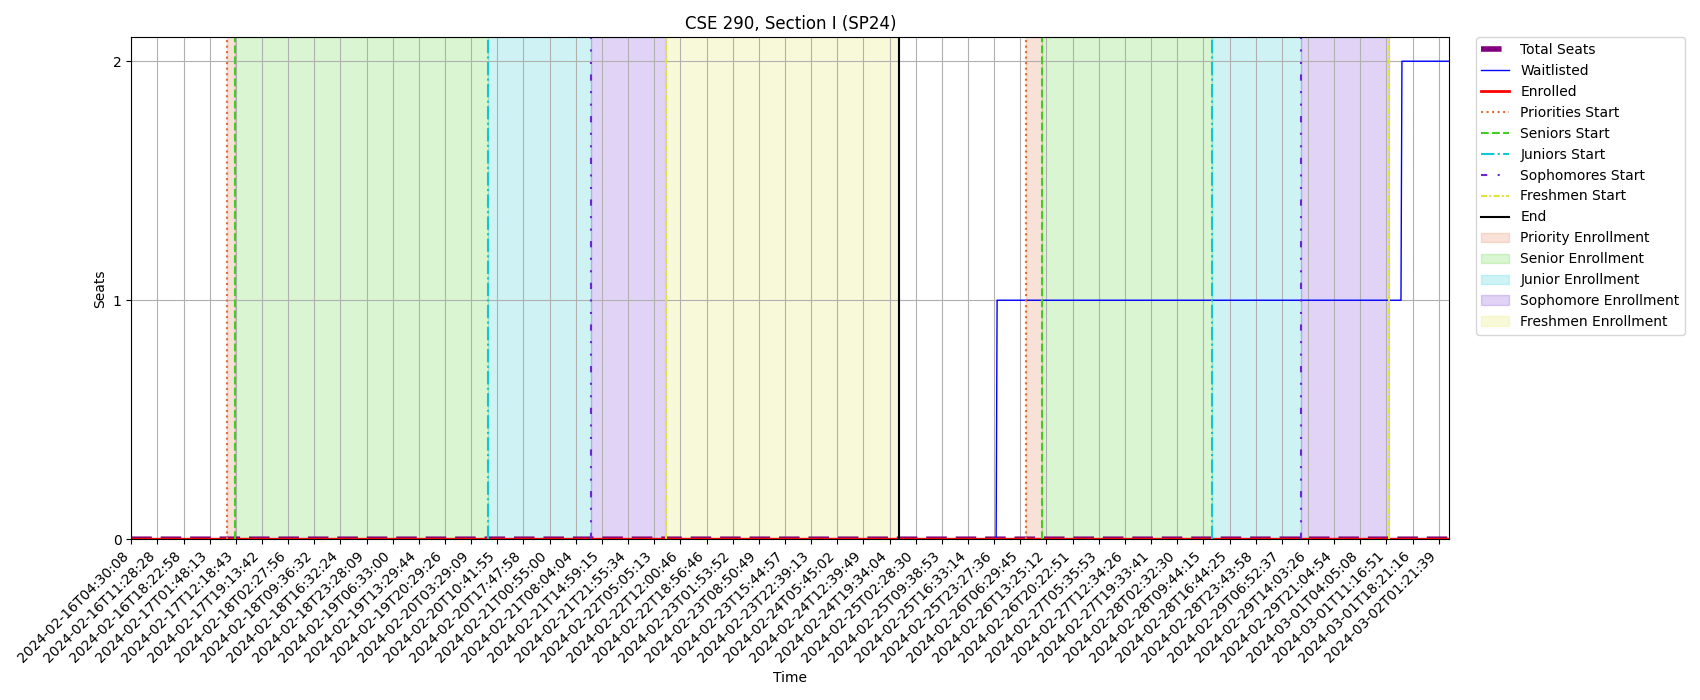 CSE 290, Section I (SP24)
Seats
2
1
0
Total Seats
Waitlisted
Enrolled
Priorities Start
Seniors Start
Juniors Start
Sophomores Start
Freshmen Start
End
Priority Enrollment
Senior Enrollment
Junior Enrollment
Sophomore Enrollment
Freshmen Enrollment
2024-02-16T04:30:08
2024-02-16T11:28:28
2024-02-16T18:22:58
2024-02-17T01:48:13
2024-02-17T12:18:43
2024-02-17T19:13:42
2024-02-18T02:27:56
2024-02-18T09:36:32
2024-02-18T16:32:24
2024-02-18T23:28:09
2024-02-19T06:33:00
2024-02-19T13:29:44
2024-02-19T20:29:26
2024-02-20T03:29:09
2024-02-20T10:41:55
2024-02-20T17:47:58
2024-02-21T00:55:00
2024-02-21T08:04:04
2024-02-21T14:59:15
2024-02-21T21:55:34
2024-02-22T05:05:13
2024-02-22T12:00:46
2024-02-22T18:56:46
2024-02-23T01:53:52
2024-02-23T08:50:49
2024-02-23T15:44:57
2024-02-23T22:39:13
2024-02-24T05:45:02
2024-02-24T12:39:49
2024-02-24T19:34:04
2024-02-25T02:28:30
2024-02-25T09:38:53
2024-02-25T16:33:14
2024-02-25T23:27:36
2024-02-26T06:29:45
2024-02-26T13:25:12
2024-02-26T20:22:51
2024-02-27T05:35:53
2024-02-27T12:34:26
2024-02-27T19:33:41
2024-02-28T02:32:30
2024-02-28T09:44:15
2024-02-28T16:44:25
2024-02-28T23:43:58
2024-02-29T06:52:37
2024-02-29T14:03:26
2024-02-29T21:04:54
2024-03-01T04:05:08
2024-03-01T11:16:51
2024-03-01T18:21:16
2024-03-02T01:21:39
Time